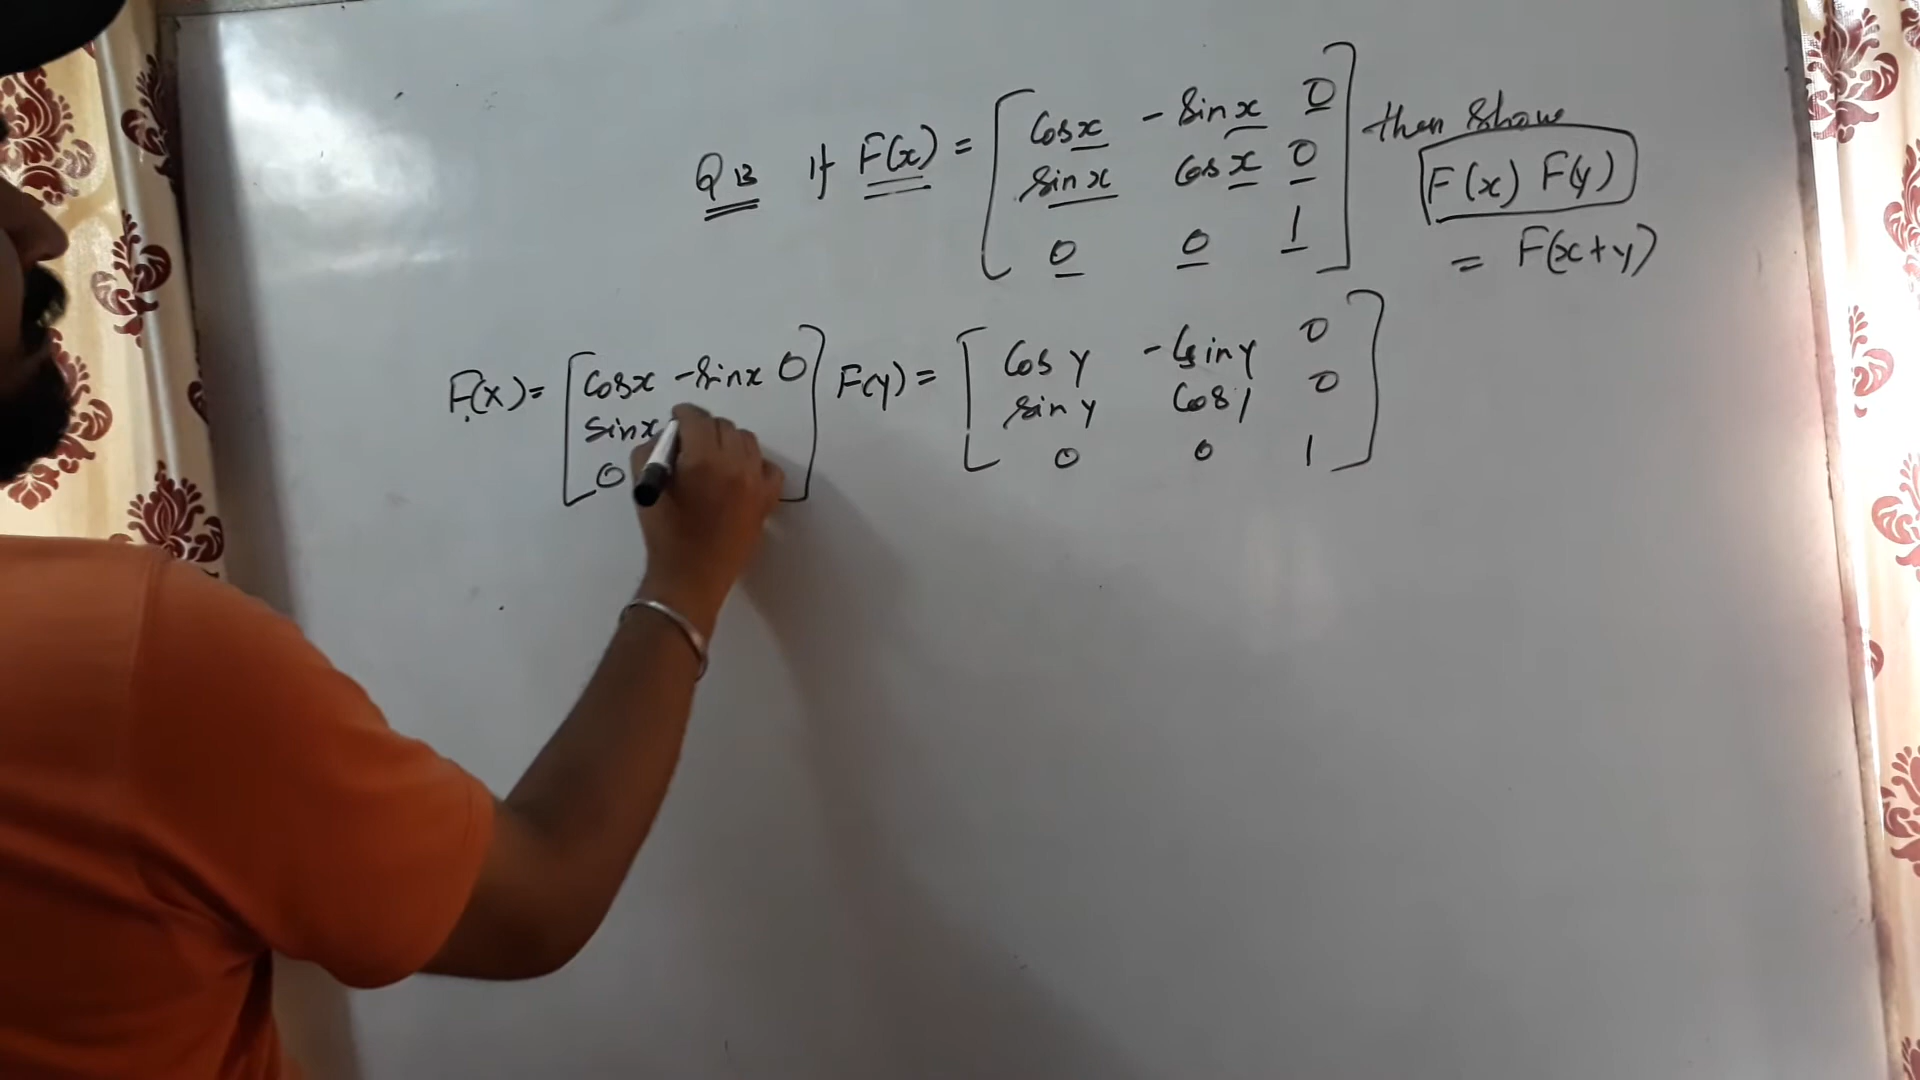 Q 13 If F(x) = [cosx - sinx 0 then show
sinx cosx 0 F(x) F(y)
0 0 1] = F(x+y)
F(x) = [cosx -sinx 0] F(y) = [cos y - siny 0
sinx sin y cosy 0
0 0 0 1]